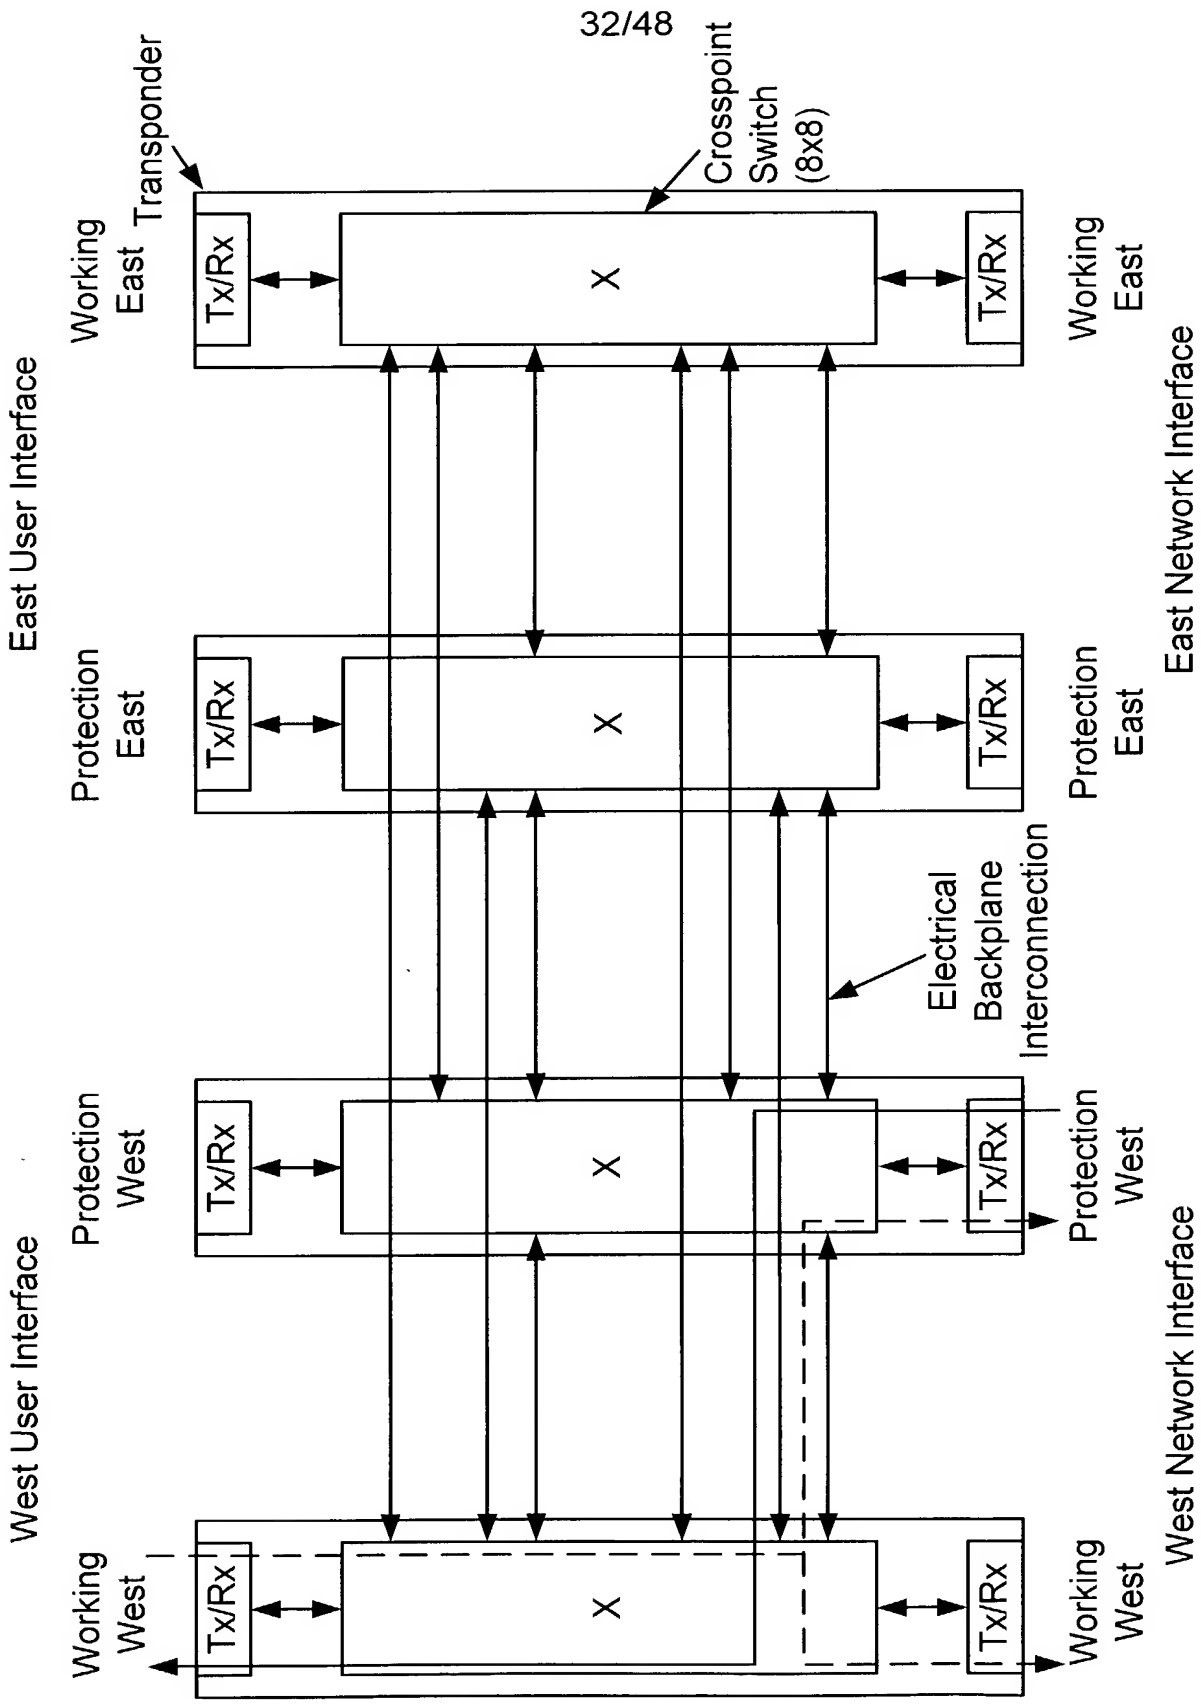 32/48
West User Interface
East User Interface
Working
West
Protection
West
Protection
East
Working
East
Transponder
Tx/Rx
Tx/Rx
Tx/Rx
Tx/Rx
X
X
X
X
Crosspoint
Switch
(8x8)
Electrical
Backplane
Interconnection
Tx/Rx
Tx/Rx
Tx/Rx
Tx/Rx
Working
West
Protection
West
Protection
East
Working
East
West Network Interface
East Network Interface